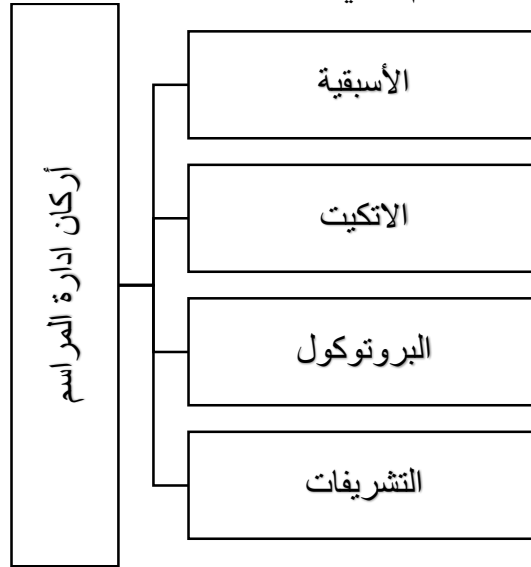 أركان ادارة المراسم
الأسبقية
الاتكيت
البروتوكول
التشريفات